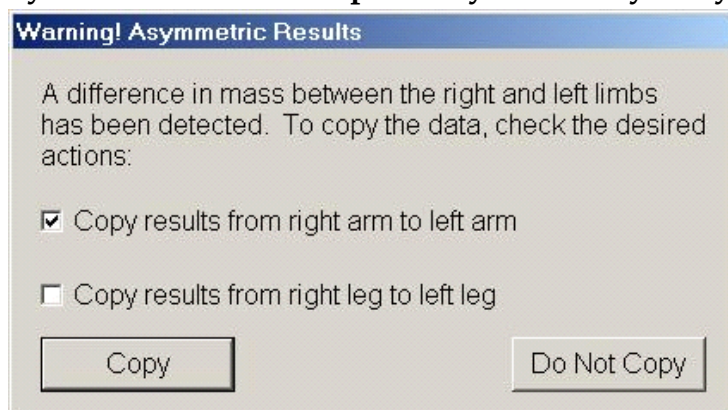 Warning! Asymmetric Results
A difference in mass between the right and left limbs
has been detected. To copy the data, check the desired
actions:
Copy results from right arm to left arm
Copy results from right leg to left leg
Copy
Do Not Copy